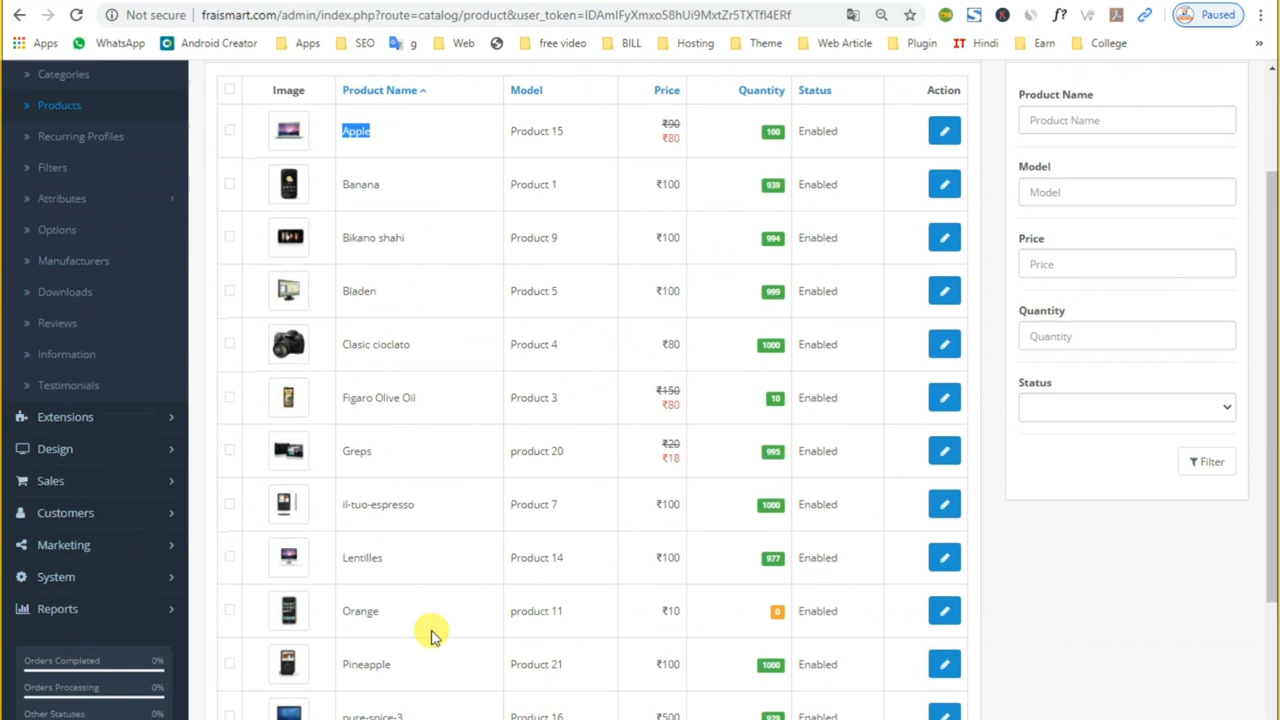 Not secure | fraismart.com/admin/index.php?route=catalog/product&user_token=IDAmIFyXmxo58hUi9MxtZr5TXTfl4ERf
Paused
Apps WhatsApp Android Creator Apps SEO g Web free video BILL Hosting Theme Web Article Plugin IT Hindi Earn College »
» Categories
» Products
» Recurring Profiles
» Filters
» Attributes
» Options
» Manufacturers
» Downloads
» Reviews
» Information
» Testimonials
Extensions
Design
Sales
Customers
Marketing
System
Reports
Orders Completed 0%
Orders Processing 0%
Other Statuses 0%
Image Product Name Model Price Quantity Status Action
Apple Product 15 ₹90 ₹80 100 Enabled
Banana Product 1 ₹100 939 Enabled
Bikano shahi Product 9 ₹100 994 Enabled
Bladen Product 5 ₹100 999 Enabled
Clasic cioclato Product 4 ₹80 1000 Enabled
Figaro Olive Oil Product 3 ₹150 ₹80 10 Enabled
Greps product 20 ₹20 ₹18 995 Enabled
il-tuo-espresso Product 7 ₹100 1000 Enabled
Lentilles Product 14 ₹100 977 Enabled
Orange product 11 ₹10 0 Enabled
Pineapple Product 21 ₹100 1000 Enabled
pure-spice-3 Product 16 ₹500 929 Enabled
Product Name
Product Name
Model
Model
Price
Price
Quantity
Quantity
Status
Filter